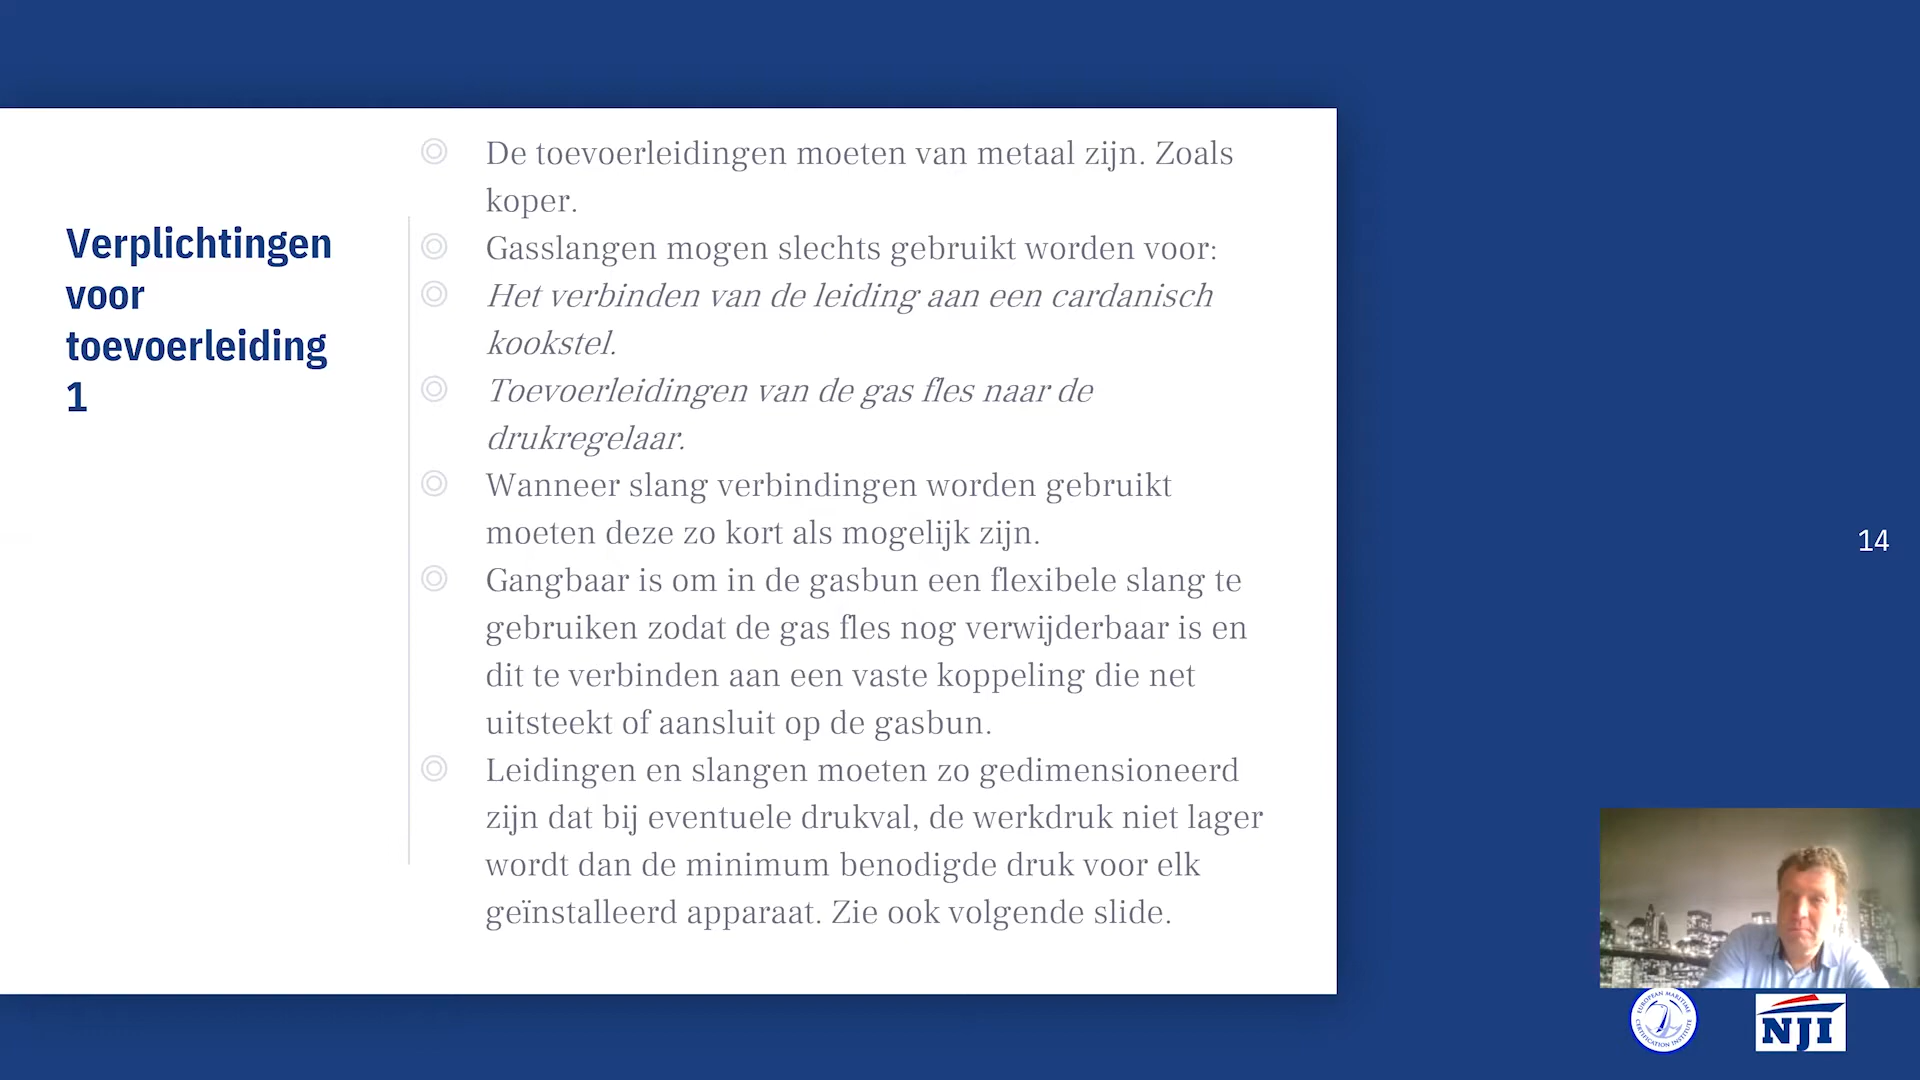 Verplichtingen
voor
toevoerleiding
1
De toevoerleidingen moeten van metaal zijn. Zoals
koper.
Gasslangen mogen slechts gebruikt worden voor:
Het verbinden van de leiding aan een cardanisch
kookstel.
Toevoerleidingen van de gas fles naar de
drukregelaar.
Wanneer slang verbindingen worden gebruikt
moeten deze zo kort als mogelijk zijn.
Gangbaar is om in de gasbun een flexibele slang te
gebruiken zodat de gas fles nog verwijderbaar is en
dit te verbinden aan een vaste koppeling die net
uitsteekt of aansluit op de gasbun.
Leidingen en slangen moeten zo gedimensioneerd
zijn dat bij eventuele drukval, de werkdruk niet lager
wordt dan de minimum benodigde druk voor elk
geïnstalleerd apparaat. Zie ook volgende slide.
14
EUROPEAN MARITIME
CERTIFICATION INSTITUTE
NJI